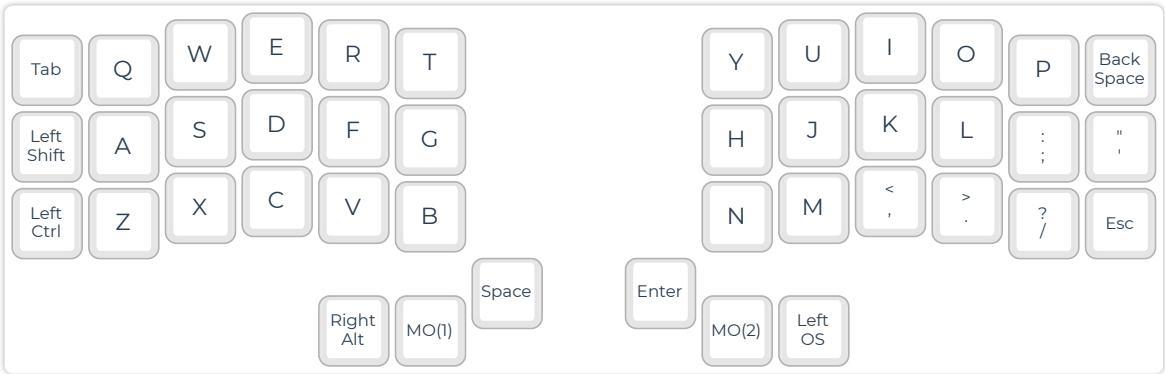 Tab Q W E R T Y U I O P Back Space
Left Shift A S D F G H J K L : ; " '
Left Ctrl Z X C V B N M < , > . ? / Esc
Space Enter
Right Alt MO(1) MO(2) Left OS